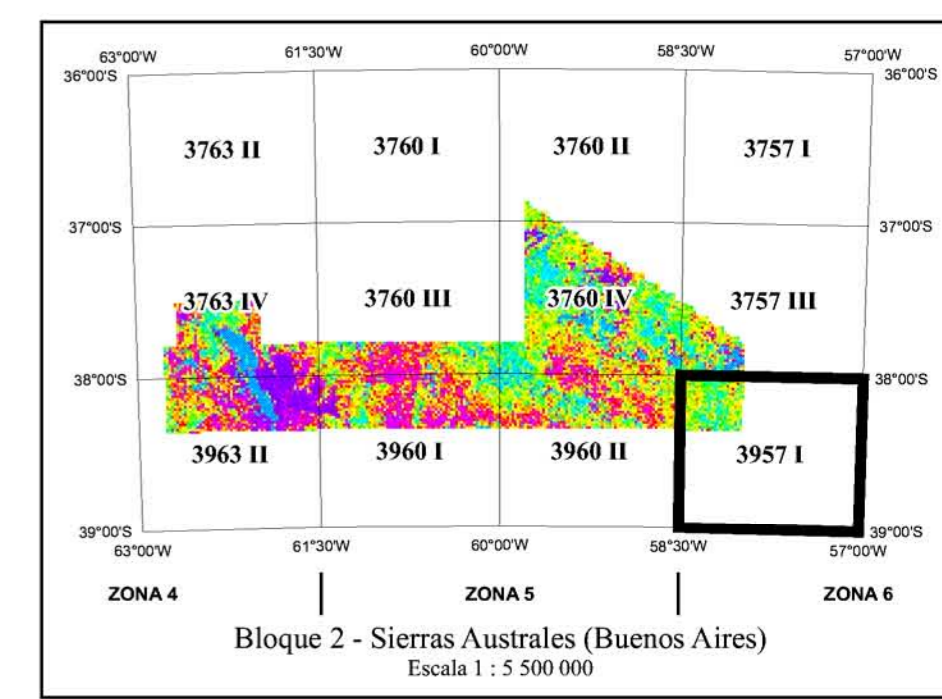 63°00'W 61°30'W 60°00'W 58°30'W 57°00'W
36°00'S 36°00'S
3763 II 3760 I 3760 II 3757 I
37°00'S 37°00'S
3763 IV 3760 III 3760 IV 3757 III
38°00'S 38°00'S
3963 II 3960 I 3960 II 3957 I
39°00'S 39°00'S
63°00'W 61°30'W 60°00'W 58°30'W 57°00'W
ZONA 4 ZONA 5 ZONA 6
Bloque 2 - Sierras Australes (Buenos Aires)
Escala 1 : 5 500 000